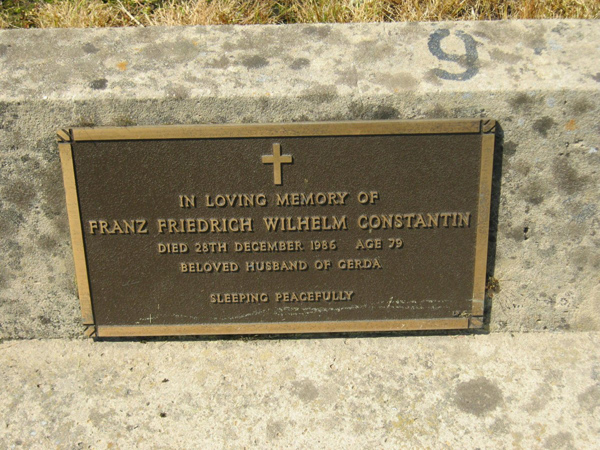 9
IN LOVING MEMORY OF
FRANZ FRIEDRICH WILHELM CONSTANTIN
DIED 28TH DECEMBER 1986 AGE 79
BELOVED HUSBAND OF GERDA
SLEEPING PEACEFULLY